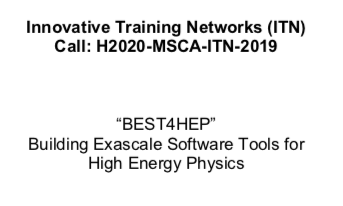 Innovative Training Networks (ITN)
Call: H2020-MSCA-ITN-2019
“BEST4HEP”
Building Exascale Software Tools for
High Energy Physics